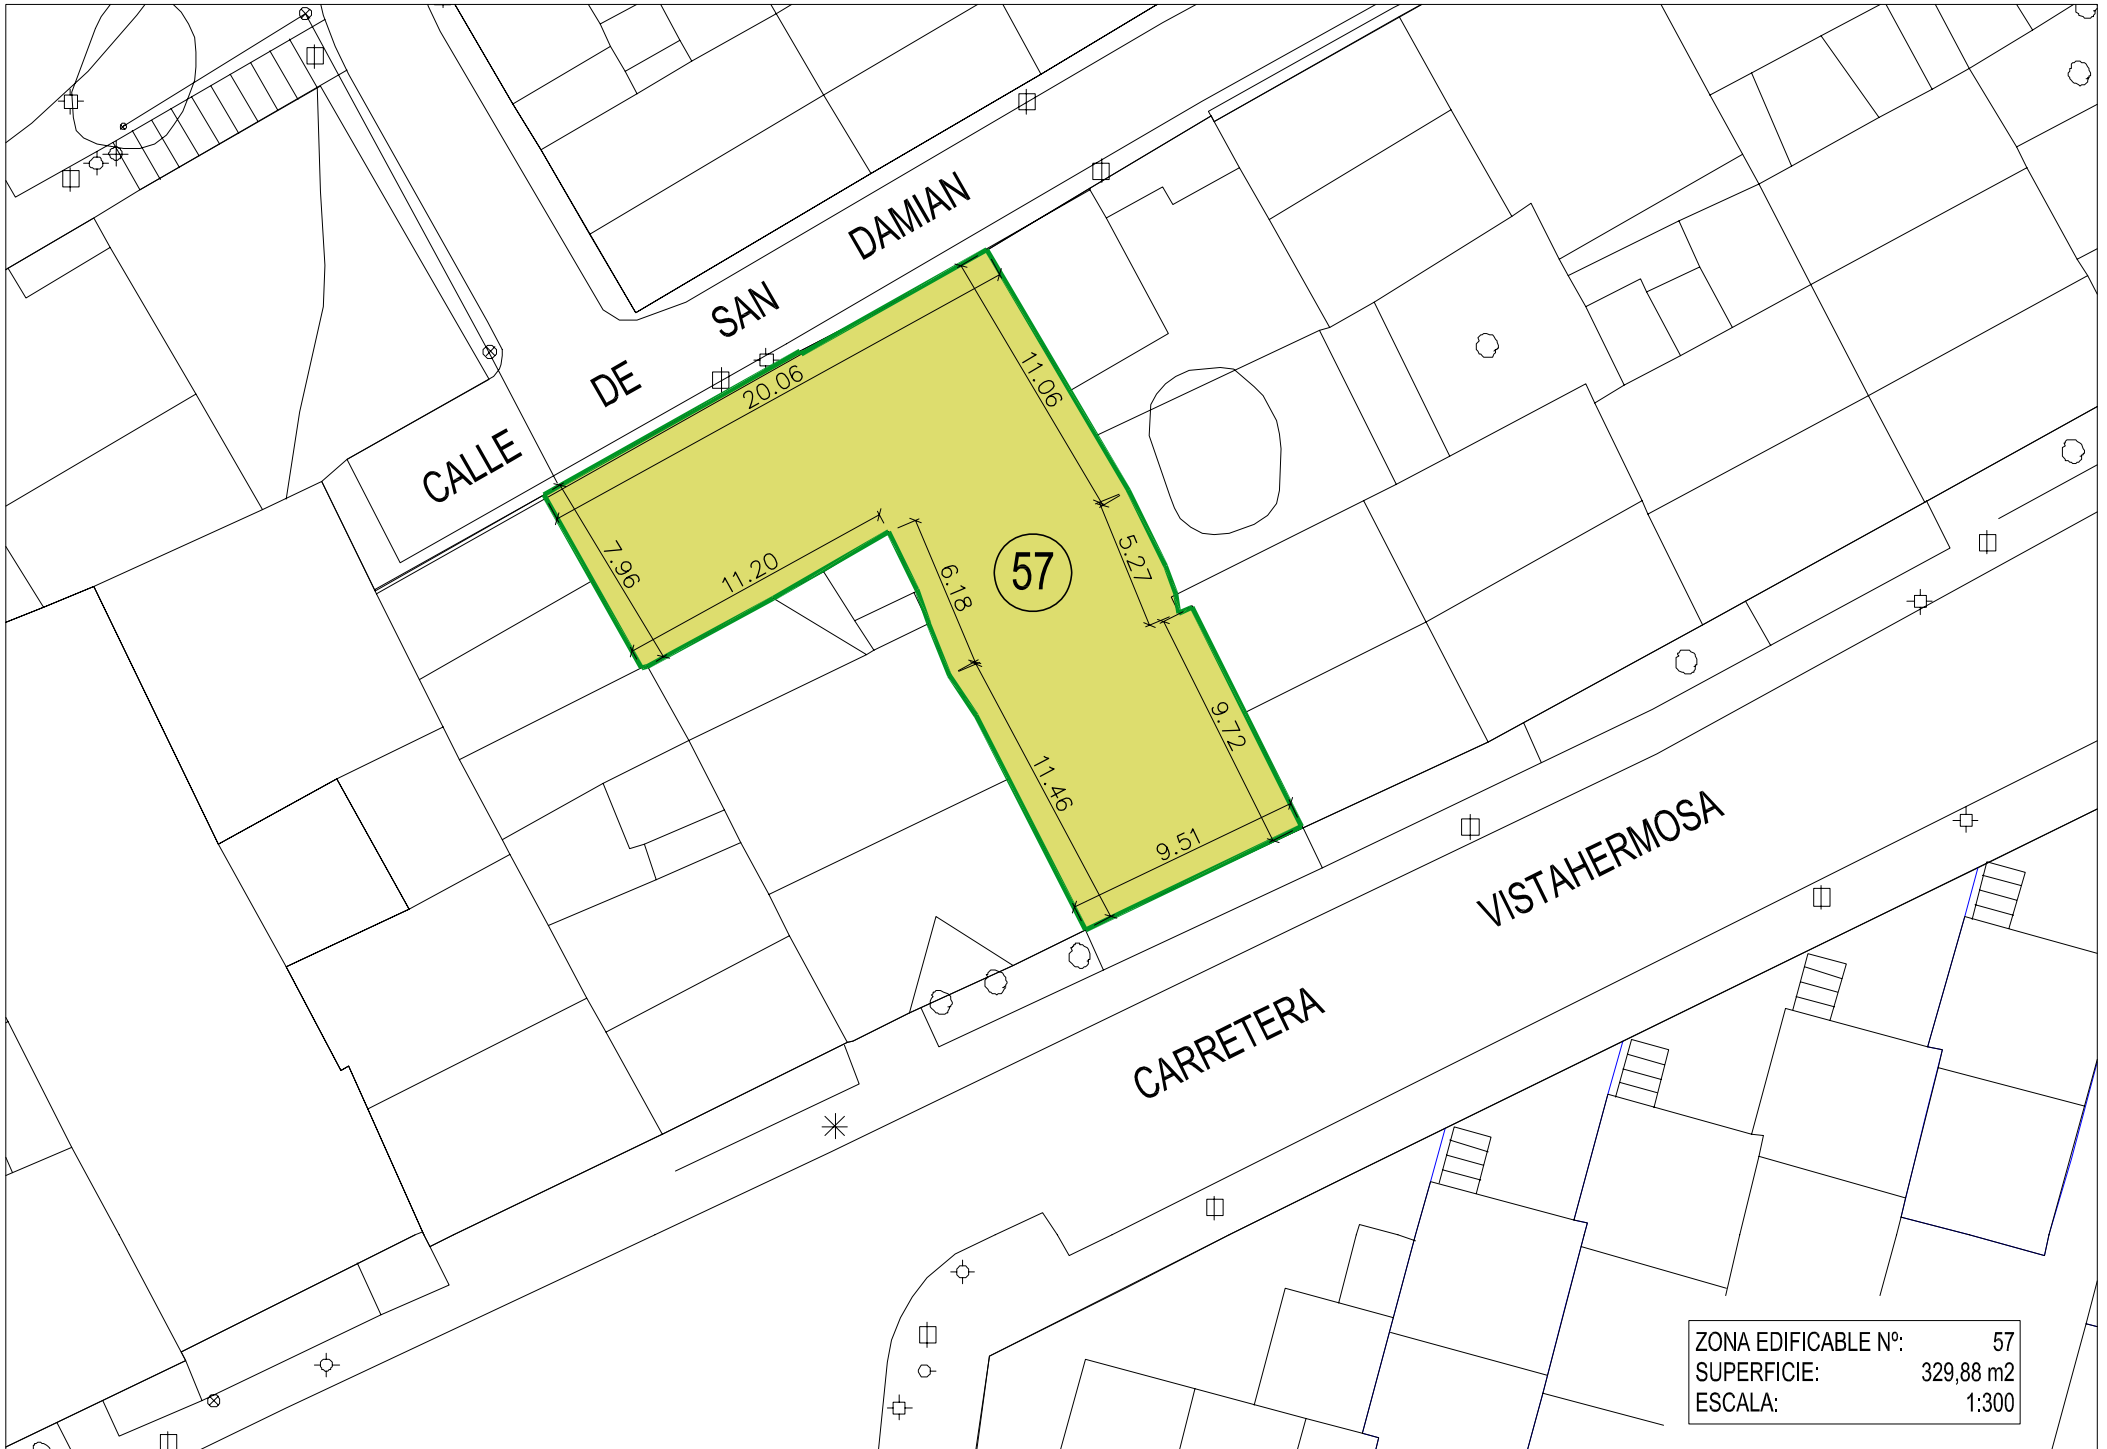 CALLE DE SAN DAMIAN
20.06
11.06
7.96
11.20
6.18
57
5.27
9.72
11.46
9.51
CARRETERA VISTAHERMOSA
ZONA EDIFICABLE Nº: 57
SUPERFICIE: 329,88 m2
ESCALA: 1:300